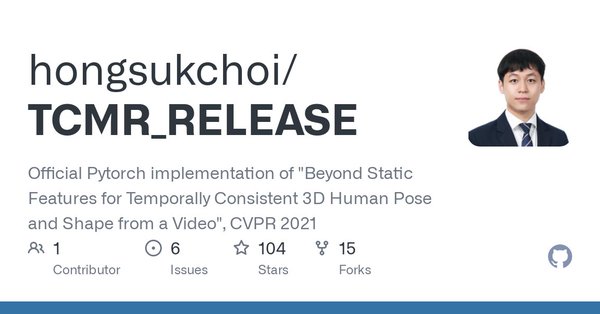 hongsukchoi/
TCMR_RELEASE
Official Pytorch implementation of "Beyond Static
Features for Temporally Consistent 3D Human Pose
and Shape from a Video", CVPR 2021
1 6 104 15
Contributor Issues Stars Forks